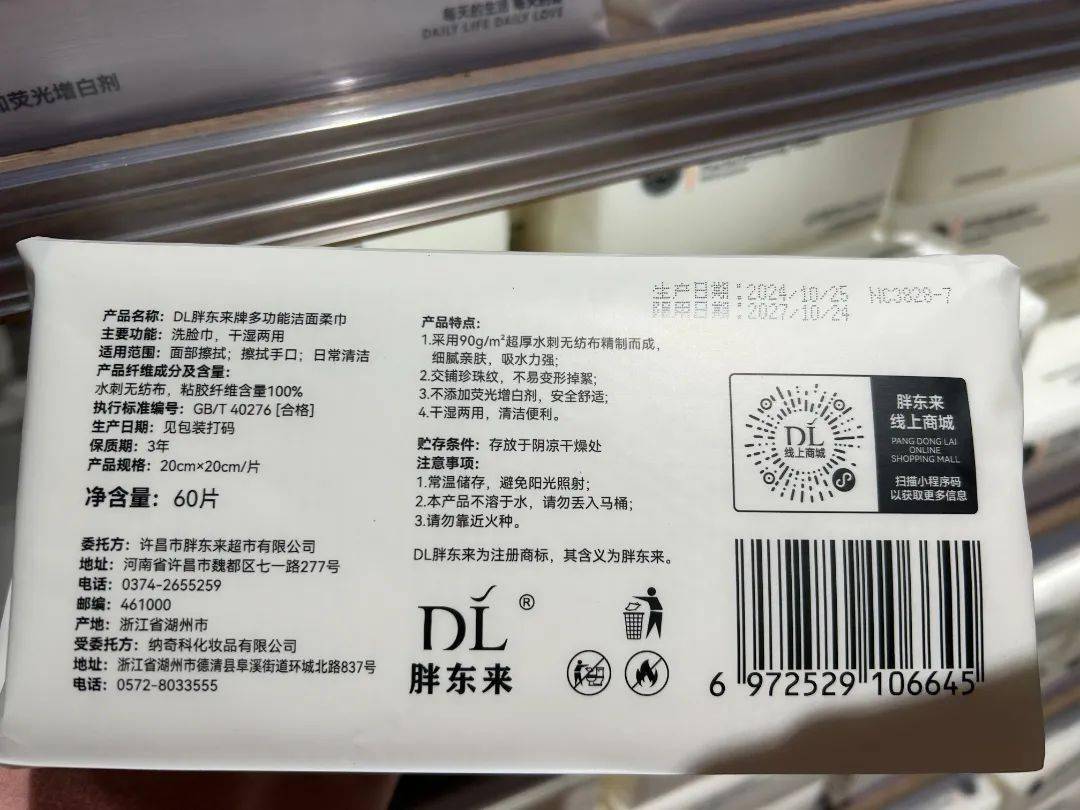 每天的生活 每天的
DAILY LIFE DAILY LOVE
加荧光增白剂
产品名称：DL胖东来牌多功能洁面柔巾
主要功能：洗脸巾，干湿两用
适用范围：面部擦拭；擦拭手口；日常清洁
产品纤维成分及含量：
水刺无纺布，粘胶纤维含量100%
执行标准编号：GB/T 40276 [合格]
生产日期：见包装打码
保质期：3年
产品规格：20cm×20cm/片
净含量：60片
委托方：许昌市胖东来超市有限公司
地址：河南省许昌市魏都区七一路277号
电话：0374-2655259
邮编：461000
产地：浙江省湖州市
受委托方：纳奇科化妆品有限公司
地址：浙江省湖州市德清县阜溪街道环城北路837号
电话：0572-8033555
产品特点：
1.采用90g/m²超厚水刺无纺布精制而成，
细腻亲肤，吸水力强；
2.交铺珍珠纹，不易变形掉絮；
3.不添加荧光增白剂，安全舒适；
4.干湿两用，清洁便利。
贮存条件：存放于阴凉干燥处
注意事项：
1.常温储存，避免阳光照射；
2.本产品不溶于水，请勿丢入马桶；
3.请勿靠近火种。
DL胖东来为注册商标，其含义为胖东来。
DL®
胖东来
生产日期：2024/10/25 NC3828-7
限用日期：2027/10/24
DL
线上商城
胖东来
线上商城
PANG DONG LAI
ONLINE
SHOPPING MALL
扫描小程序码
以获取更多信息
6 972529 106645